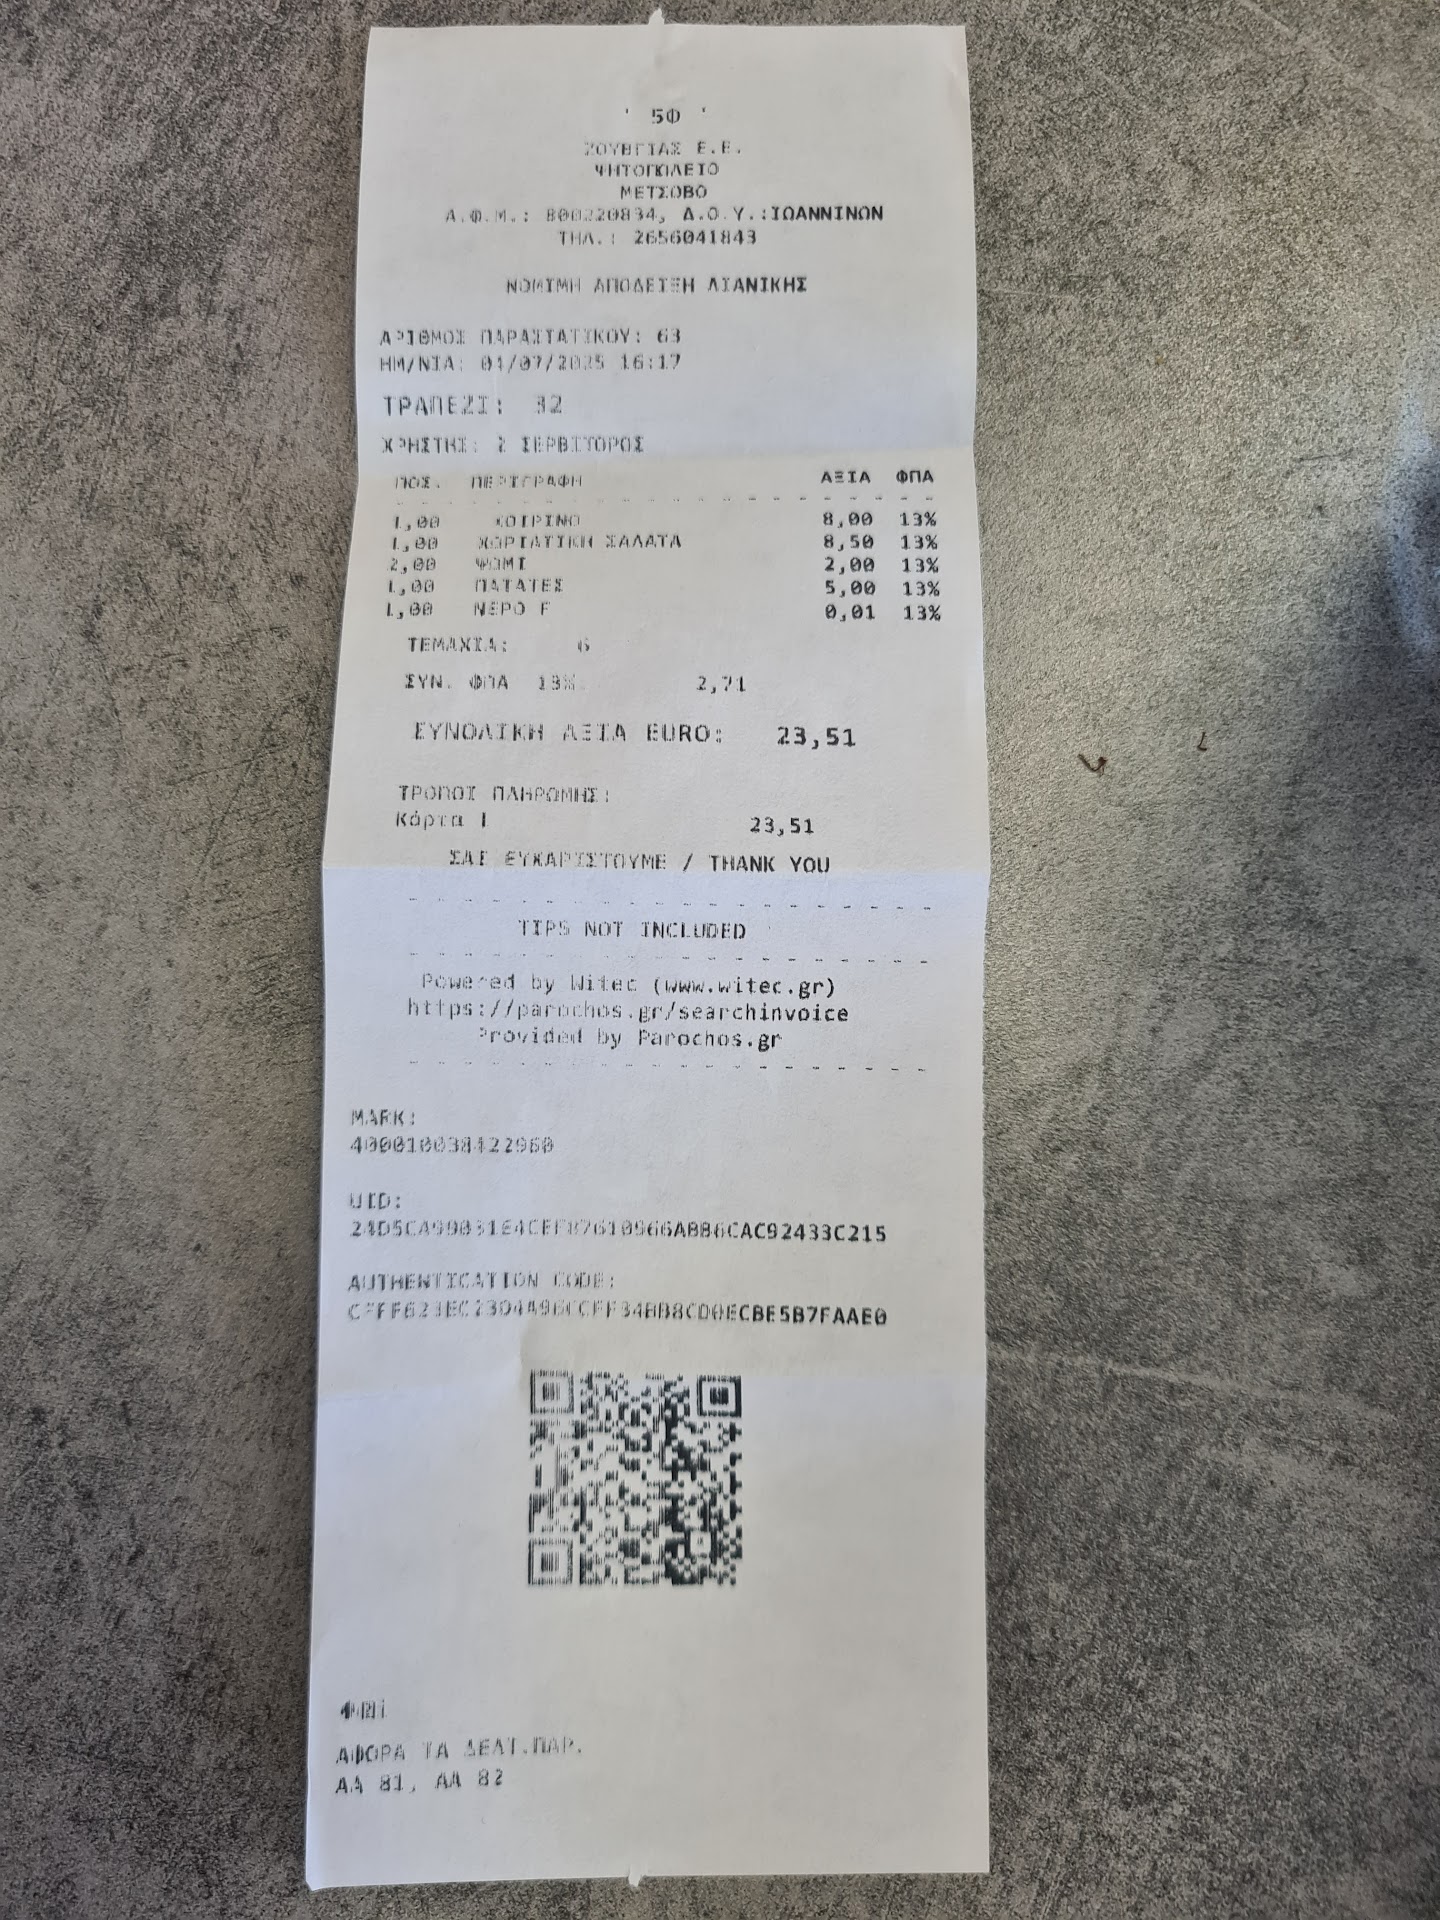 ' 5Φ '
Ε.Ε.
ΨΗΤΟΠΩΛΕΙΟ
ΜΕΤΣΟΒΟ
Α.Φ.Μ.: 800220834, Δ.Ο.Υ.:ΙΩΑΝΝΙΝΩΝ
ΤΗΛ.: 2656041843
ΝΟΜΙΜΗ ΑΠΟΔΕΙΞΗ ΛΙΑΝΙΚΗΣ
ΑΡΙΘΜΟΣ ΠΑΡΑΣΤΑΤΙΚΟΥ: 63
ΗΜ/ΝΙΑ: 04/07/2025 16:17
ΤΡΑΠΕΖΙ: 32
ΧΡΗΣΤΗΣ: 2 ΣΕΡΒΙΤΟΡΟΣ
ΠΟΣ. ΠΕΡΙΓΡΑΦΗ ΑΞΙΑ ΦΠΑ
1,00 ΧΟΙΡΙΝΟ 8,00 13%
1,00 ΧΩΡΙΑΤΙΚΗ ΣΑΛΑΤΑ 8,50 13%
2,00 ΨΩΜΙ 2,00 13%
1,00 ΠΑΤΑΤΕΣ 5,00 13%
1,00 ΝΕΡΟ F 0,01 13%
ΤΕΜΑΧΙΑ: 6
ΣΥΝ. ΦΠΑ 13% 2,71
ΣΥΝΟΛΙΚΗ ΑΞΙΑ EURO: 23,51
ΤΡΟΠΟΙ ΠΛΗΡΩΜΗΣ:
Κάρτα 1 23,51
ΣΑΣ ΕΥΧΑΡΙΣΤΟΥΜΕ / THANK YOU
TIPS NOT INCLUDED
Powered by Witec (www.witec.gr)
https://parochos.gr/searchinvoice
Provided by Parochos.gr
MARK:
400010038422960
UID:
AUTHENTICATION CODE:
ΑΦΟΡΑ ΤΑ ΔΕΛΤ.ΠΑΡ.
ΑΑ 81, ΑΑ 82